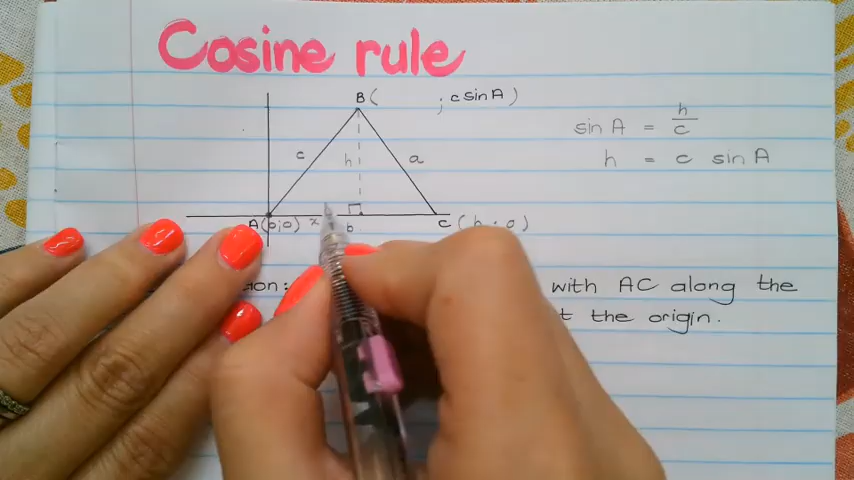 Cosine rule
B(        ; c sin A)
sin A = h/c
h = c sin A
c
h
a
A(0;0)
x
b
C (b ; 0)
with AC along the
the origin.